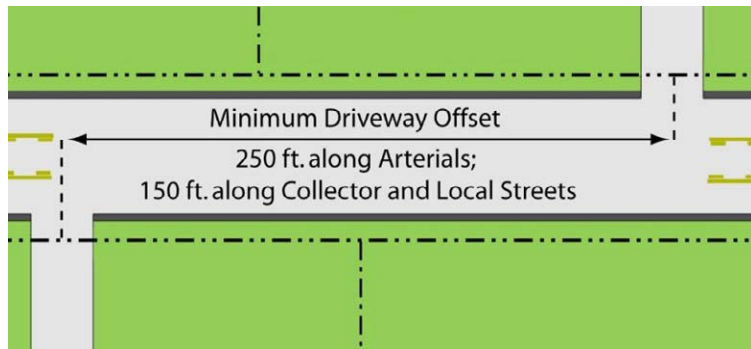 Minimum Driveway Offset
250 ft. along Arterials;
150 ft. along Collector and Local Streets